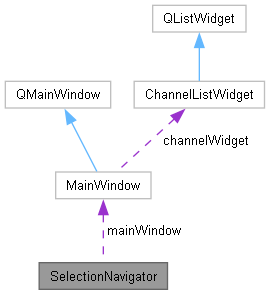 QListWidget
QMainWindow
ChannelListWidget
channelWidget
MainWindow
mainWindow
SelectionNavigator